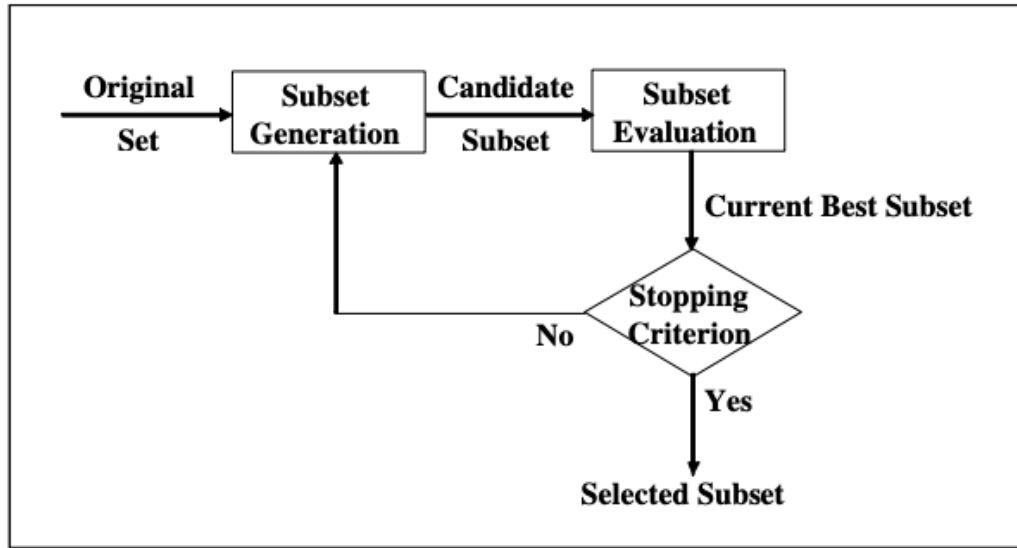 Original
Set
Subset
Generation
Candidate
Subset
Subset
Evaluation
Current Best Subset
Stopping
Criterion
No
Yes
Selected Subset